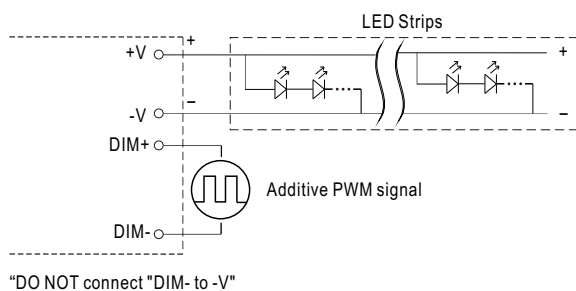 LED Strips
+V
+
+
-V
–
–
DIM+
Additive PWM signal
DIM-
“DO NOT connect "DIM- to -V"